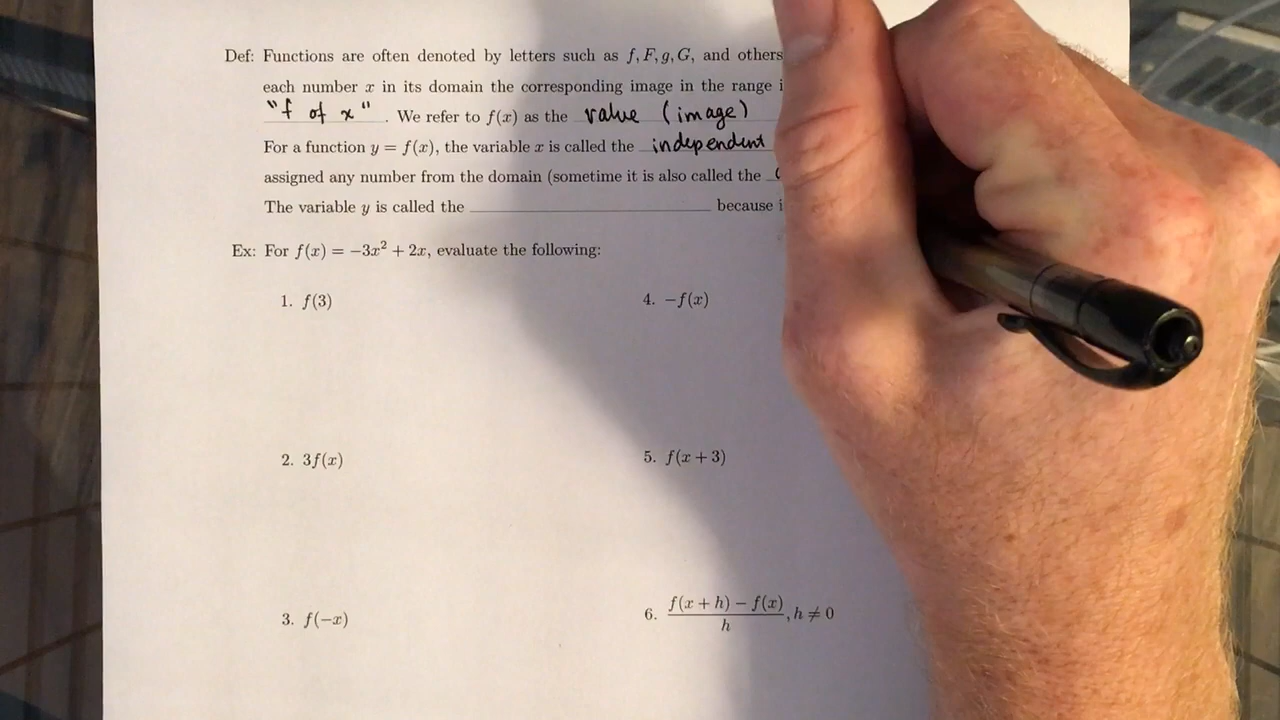 Def: Functions are often denoted by letters such as f, F, g, G, and others
each number x in its domain the corresponding image in the range
"f of x" . We refer to f(x) as the value (image)
For a function y = f(x), the variable x is called the independent
assigned any number from the domain (sometime it is also called the
The variable y is called the ____________ because
Ex: For f(x) = −3x² + 2x, evaluate the following:
1. f(3)
4. −f(x)
2. 3f(x)
5. f(x + 3)
3. f(−x)
6. f(x + h) − f(x)
h
, h ≠ 0